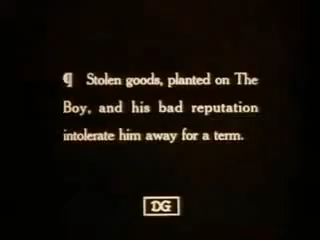 ¶ Stolen goods, planted on The
Boy, and his bad reputation
intolerate him away for a term.
DG